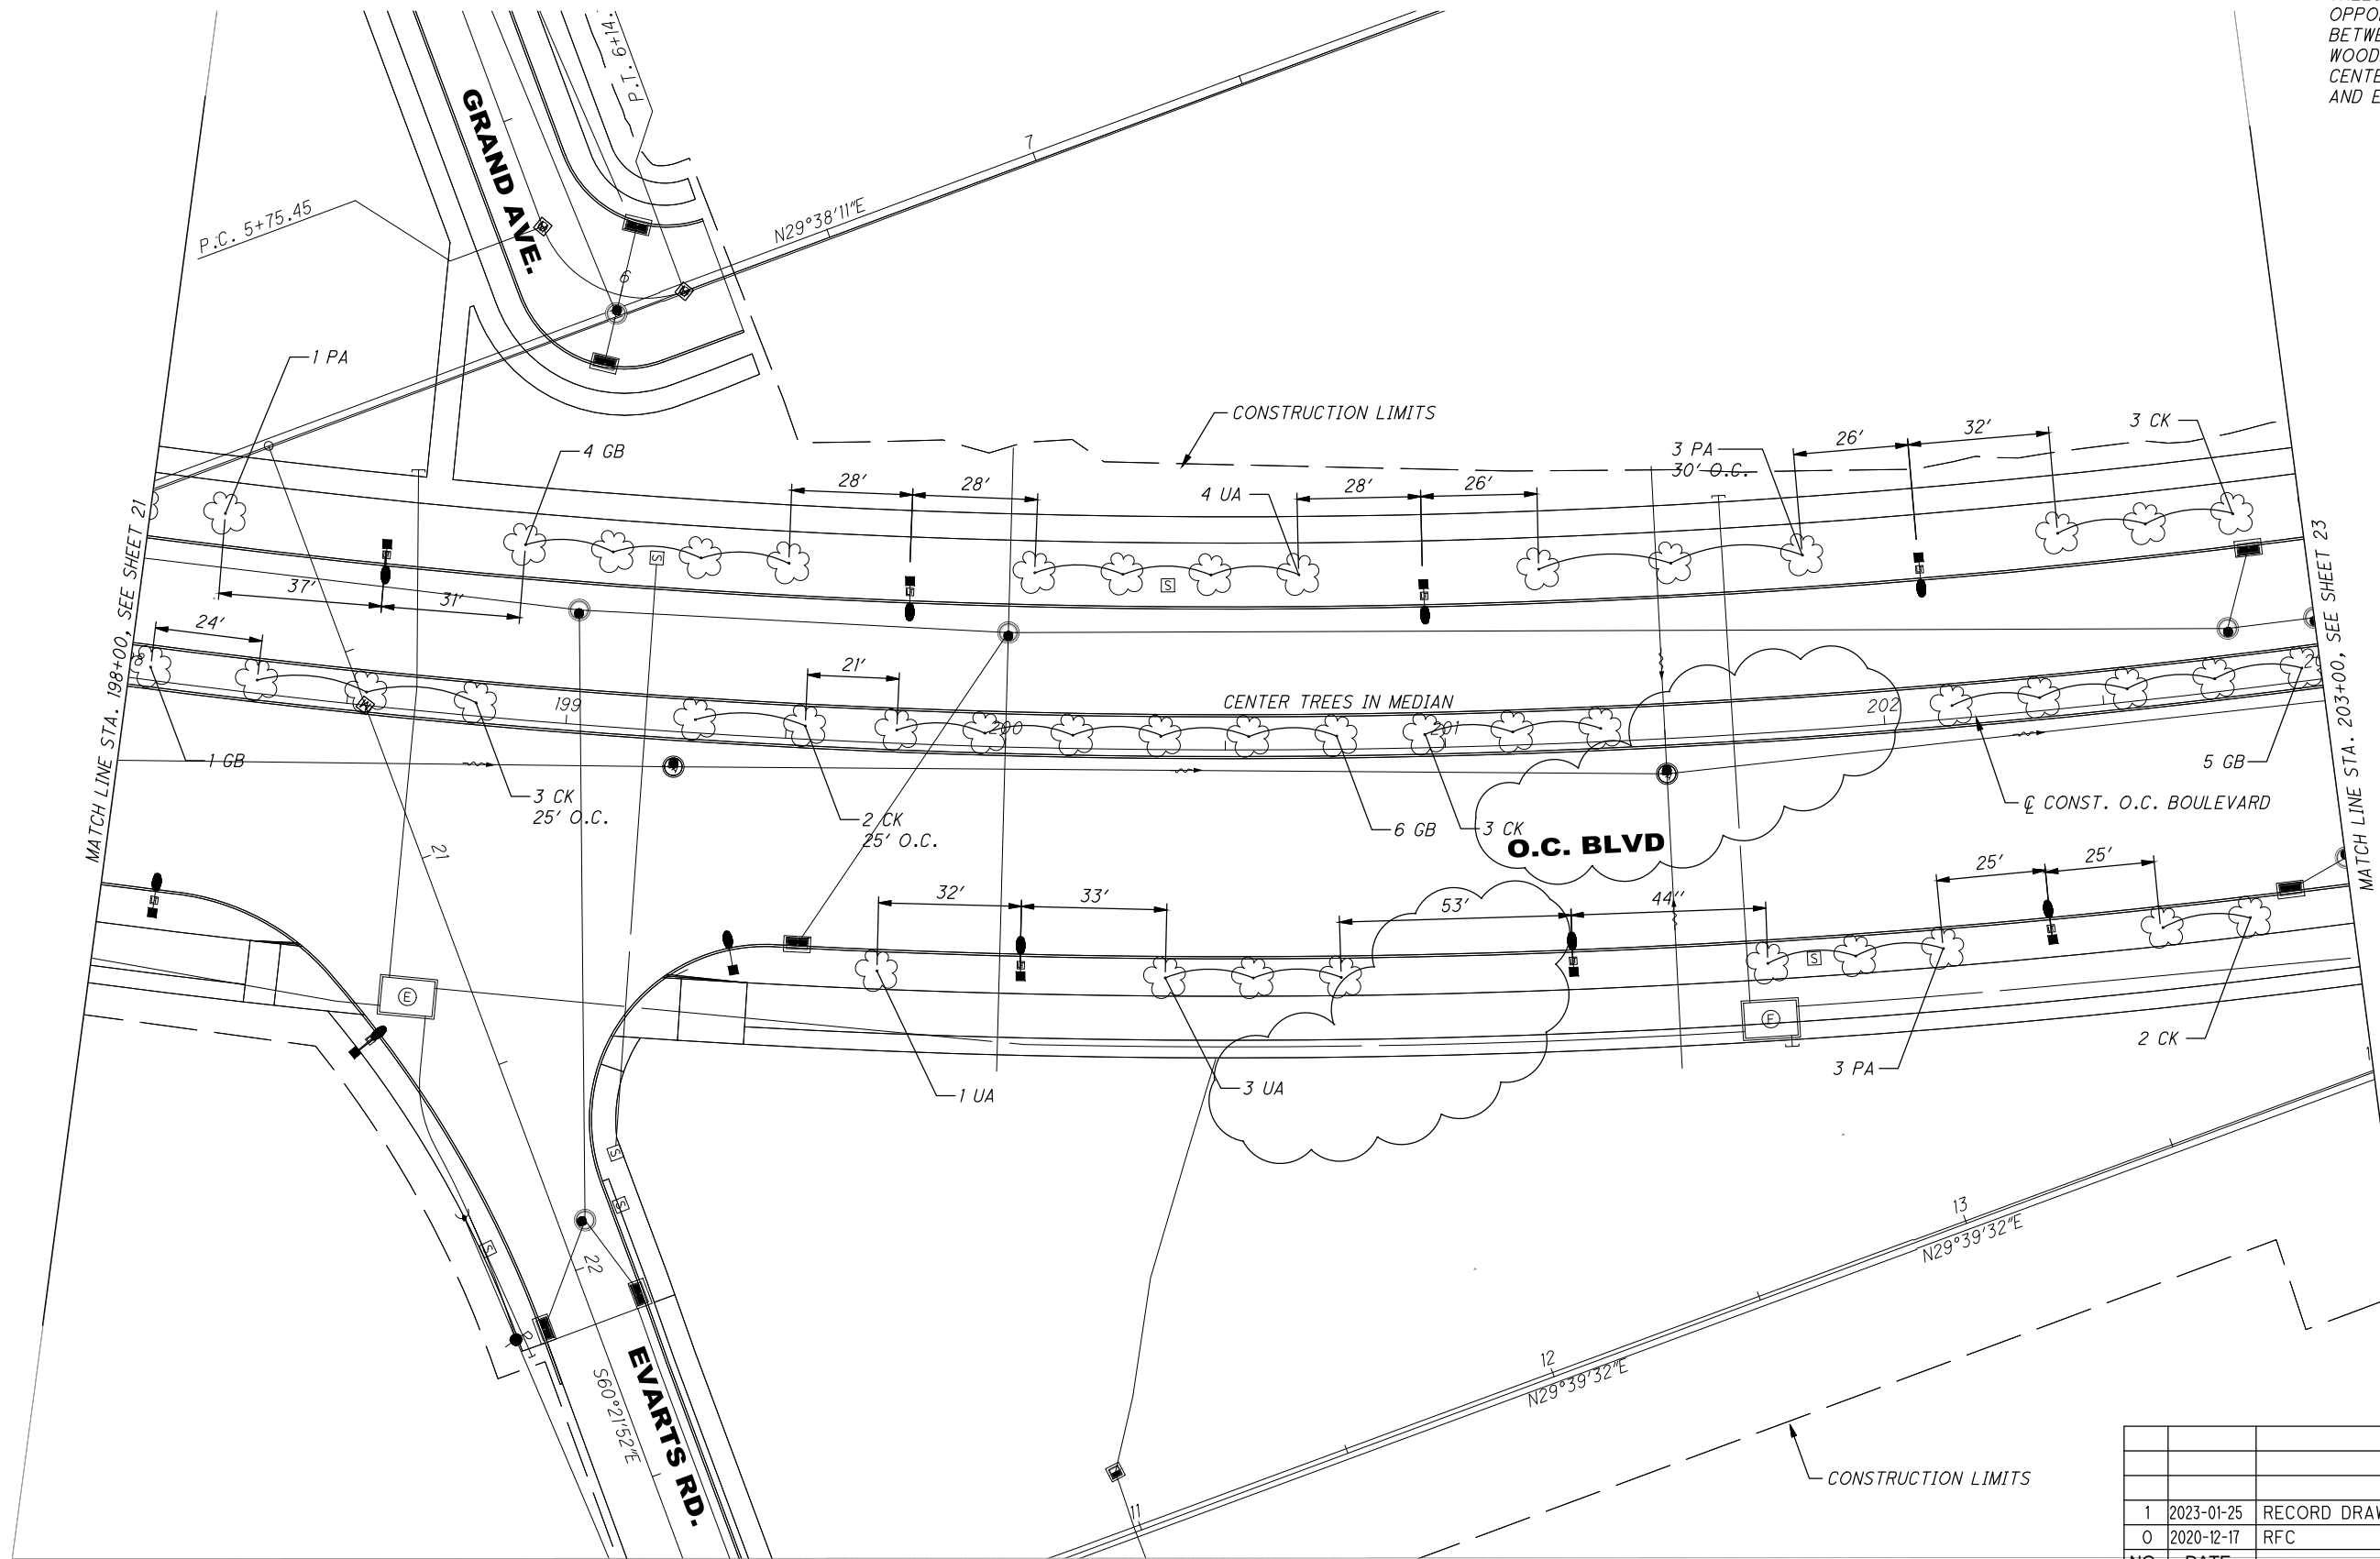 OPPO
BETWE
WOOD
CENTE
AND E
P.T. 6+14.
GRAND AVE.
7
N29°38'11"E
P.C. 5+75.45
6
1 PA
CONSTRUCTION LIMITS
4 GB
28'
28'
4 UA
28'
26'
3 PA
30' O.C.
26'
32'
3 CK
S
S
MATCH LINE STA. 198+00, SEE SHEET 21
MATCH LINE STA. 203+00, SEE SHEET 23
37'
31'
24'
21'
CENTER TREES IN MEDIAN
199
200
201
202
1 GB
3 CK
25' O.C.
2 CK
25' O.C.
6 GB
3 CK
5 GB
℄ CONST. O.C. BOULEVARD
O.C. BLVD
21
32'
33'
53'
44''
25'
25'
E
S
E
1 UA
3 UA
3 PA
2 CK
1
S
S
S
22
13
N29°39'32"E
12
N29°39'32"E
11
S60°21'52"E
EVARTS RD.
CONSTRUCTION LIMITS
1 2023-01-25 RECORD DRAW
0 2020-12-17 RFC
NO. DATE